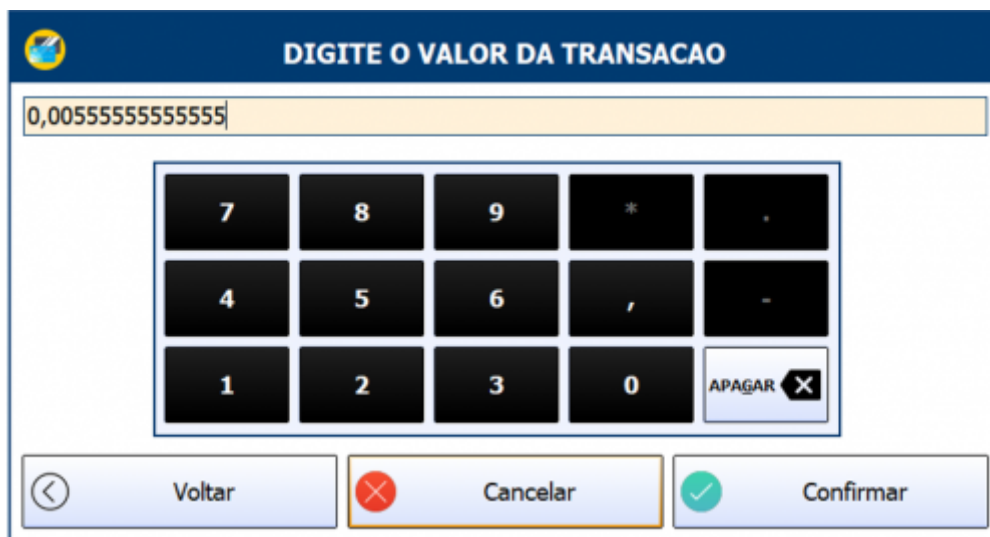 DIGITE O VALOR DA TRANSACAO
0,00555555555555
7 8 9 * .
4 5 6 , -
1 2 3 0 APAGAR
Voltar Cancelar Confirmar